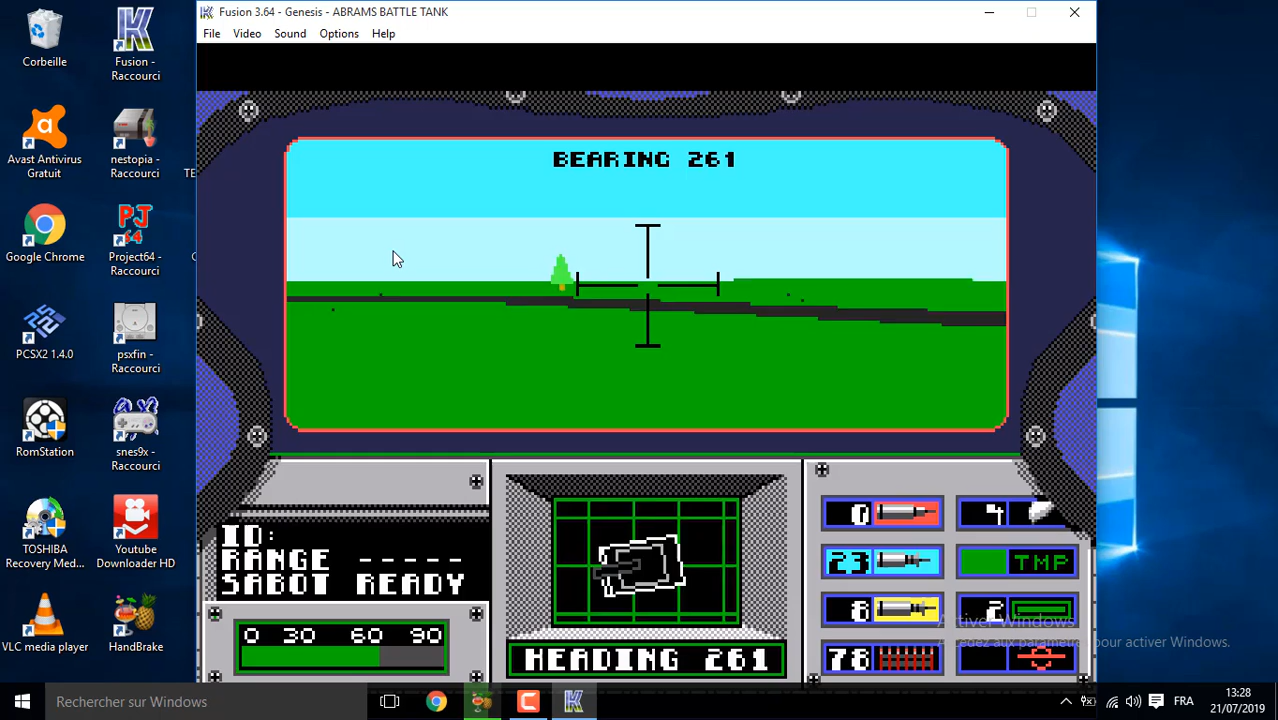 Fusion 3.64 - Genesis - ABRAMS BATTLE TANK
File Video Sound Options Help
Corbeille
Fusion -
Raccourci
Avast Antivirus
Gratuit
nestopia -
Raccourci
TE
Google Chrome
Project64 -
Raccourci
PCSX2 1.4.0
psxfin -
Raccourci
RomStation
snes9x -
Raccourci
TOSHIBA
Recovery Med...
Youtube
Downloader HD
VLC media player
HandBrake
BEARING 261
ID:
RANGE -----
SABOT READY
0 30 60 90
HEADING 261
0
23
8
78
TMP
2
Activer Windows
Accédez aux paramètres pour activer Windows.
Rechercher sur Windows
FRA
13:28
21/07/2019